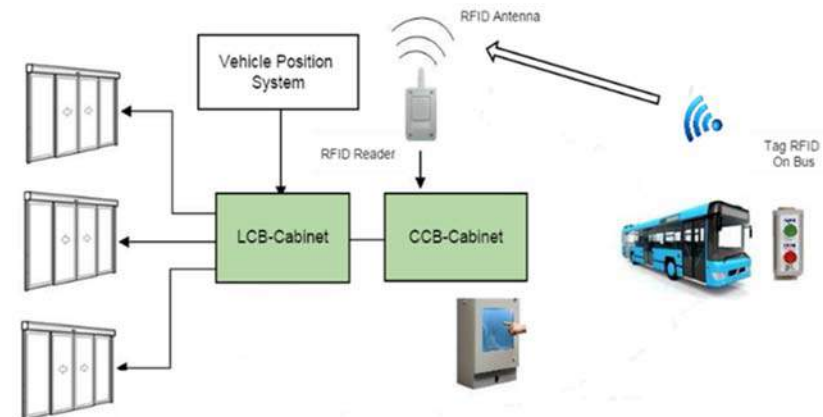 RFID Antenna
Vehicle Position
System
RFID Reader
Tag RFID
On Bus
LCB-Cabinet
CCB-Cabinet